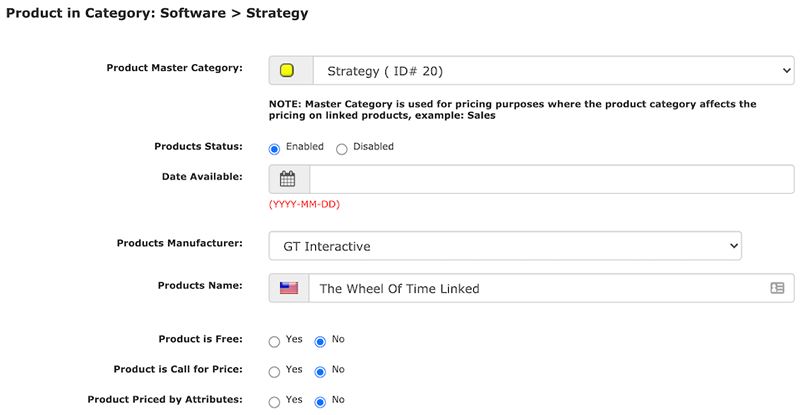 Product in Category: Software > Strategy
Product Master Category: Strategy ( ID# 20)
NOTE: Master Category is used for pricing purposes where the product category affects the
pricing on linked products, example: Sales
Products Status: Enabled Disabled
Date Available:
(YYYY-MM-DD)
Products Manufacturer: GT Interactive
Products Name: The Wheel Of Time Linked
Product is Free: Yes No
Product is Call for Price: Yes No
Product Priced by Attributes: Yes No